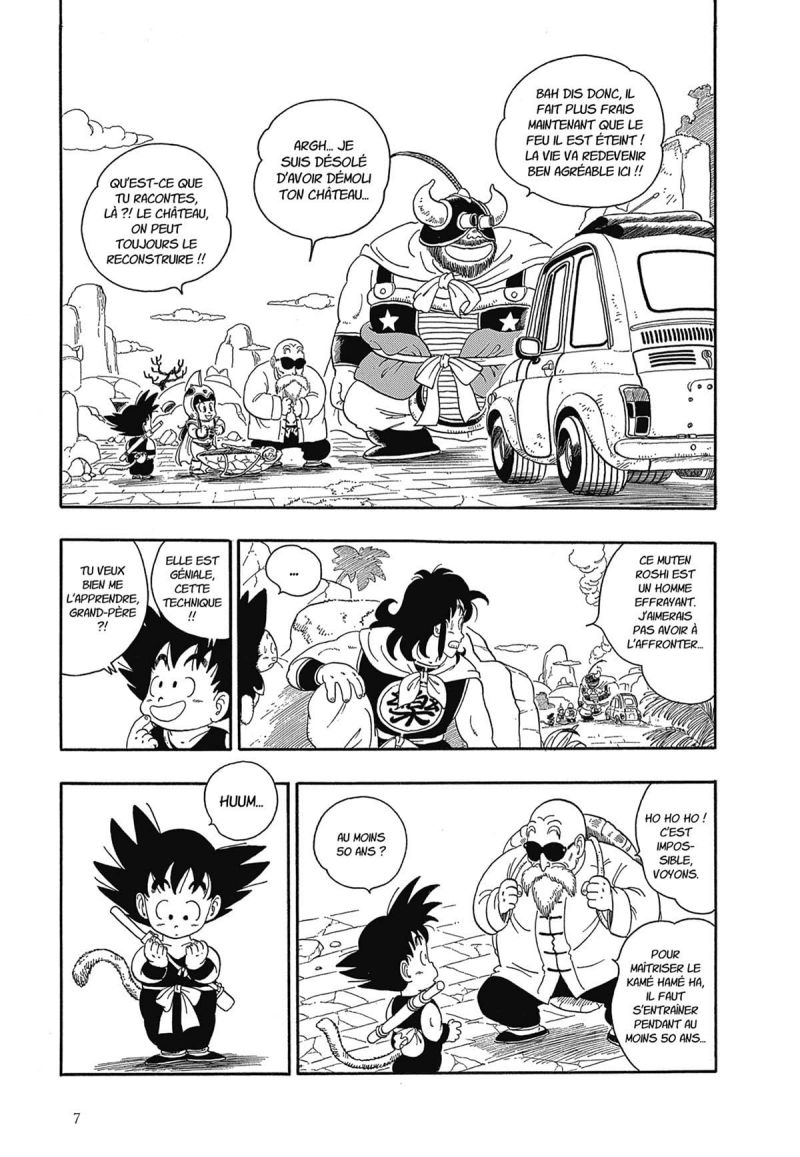 BAH DIS DONC, IL
FAIT PLUS FRAIS
MAINTENANT QUE LE
FEU IL EST ÉTEINT !
LA VIE VA REDEVENIR
BEN AGRÉABLE ICI !!
ARGH... JE
SUIS DÉSOLÉ
D'AVOIR DÉMOLI
TON CHÂTEAU...
QU'EST-CE QUE
TU RACONTES,
LÀ ?! LE CHÂTEAU,
ON PEUT
TOUJOURS LE
RECONSTRUIRE !!
CE MUTEN
ROSHI EST
UN HOMME
EFFRAYANT.
J'AIMERAIS
PAS AVOIR À
L'AFFRONTER...
樂
...
ELLE EST
GÉNIALE,
CETTE
TECHNIQUE
!!
TU VEUX
BIEN ME
L'APPRENDRE,
GRAND-PÈRE
?!
HO HO HO !
C'EST
IMPOS-
SIBLE,
VOYONS.
POUR
MAÎTRISER LE
KAMÉ HAMÉ HA,
IL FAUT
S'ENTRAÎNER
PENDANT AU
MOINS 50 ANS...
AU MOINS
50 ANS ?
HUUM...
7